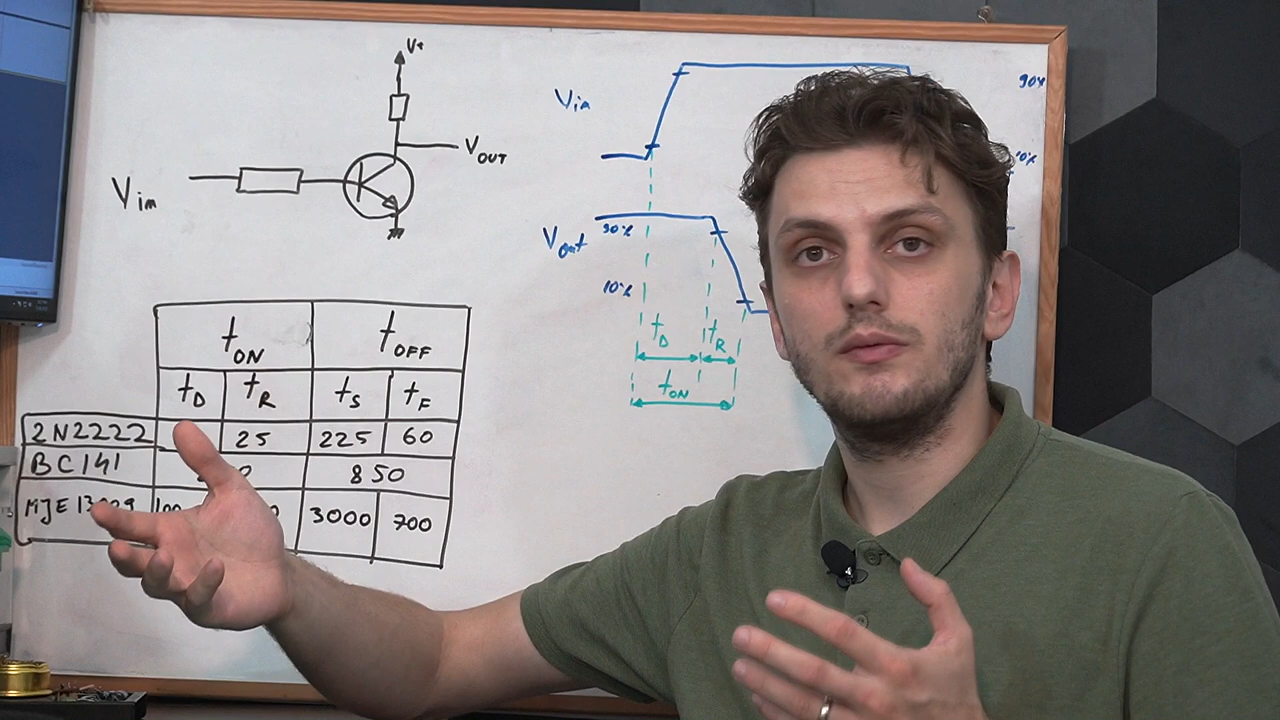 V+
VOUT
Vin
Vin
90%
10%
Vout
90%
10%
tD tR
tON
tON tOFF
tD tR tS tF
2N2222 25 225 60
BC141 850
MJE 3000 700